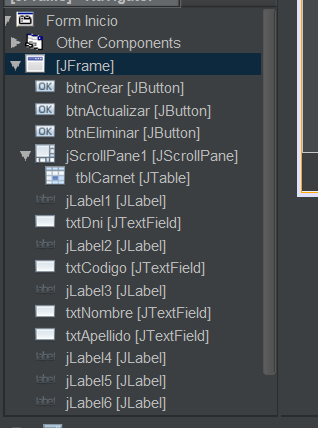 Form Inicio
Other Components
[JFrame]
OK btnCrear [JButton]
OK btnActualizar [JButton]
OK btnEliminar [JButton]
jScrollPane1 [JScrollPane]
tblCarnet [JTable]
label jLabel1 [JLabel]
txtDni [JTextField]
label jLabel2 [JLabel]
txtCodigo [JTextField]
label jLabel3 [JLabel]
txtNombre [JTextField]
txtApellido [JTextField]
label jLabel4 [JLabel]
label jLabel5 [JLabel]
label jLabel6 [JLabel]